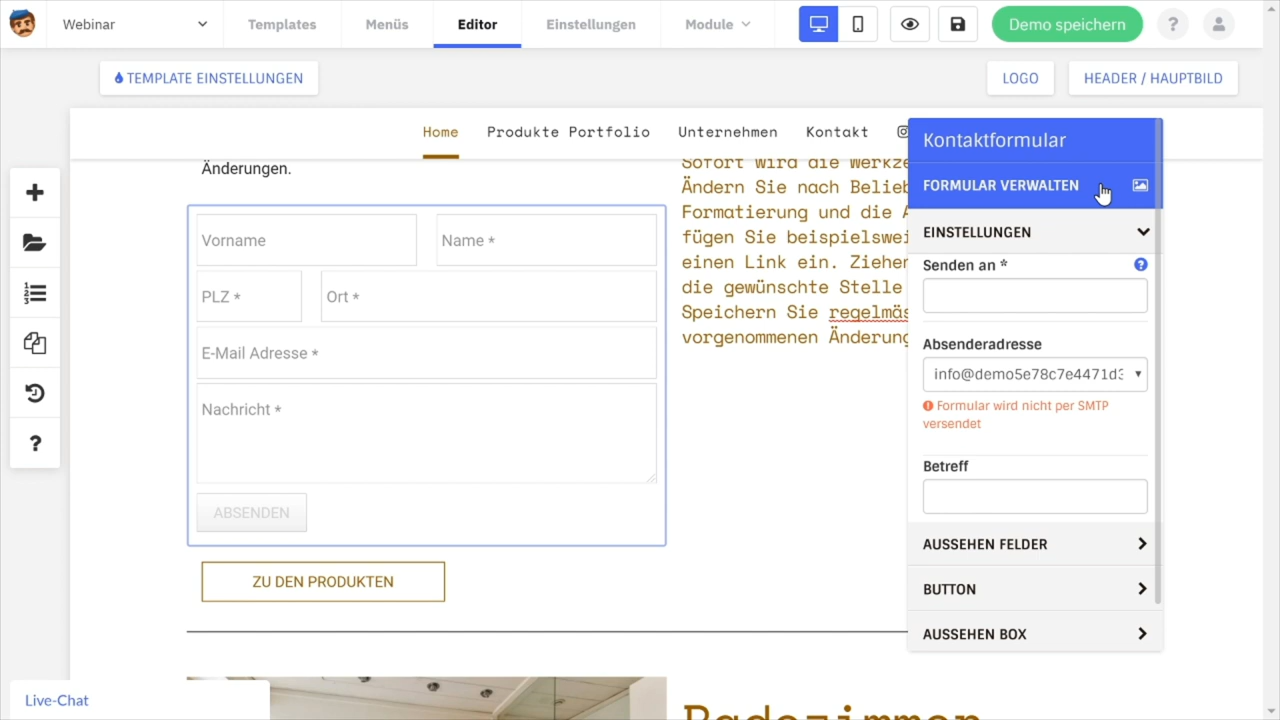 Webinar
Templates
Menüs
Editor
Einstellungen
Module
Demo speichern
?
TEMPLATE EINSTELLUNGEN
LOGO
HEADER / HAUPTBILD
Home
Produkte Portfolio
Unternehmen
Kontakt
Änderungen.
Sofort wird die Werkze
Ändern Sie nach Belieb
Formatierung und die A
fügen Sie beispielswei
einen Link ein. Ziehen
die gewünschte Stelle
Speichern Sie regelmäs
vorgenommenen Änderung
Vorname
Name *
PLZ *
Ort *
E-Mail Adresse *
Nachricht *
ABSENDEN
ZU DEN PRODUKTEN
Kontaktformular
FORMULAR VERWALTEN
EINSTELLUNGEN
Senden an *
?
Absenderadresse
info@demo5e78c7e4471d3
Formular wird nicht per SMTP
versendet
Betreff
AUSSEHEN FELDER
BUTTON
AUSSEHEN BOX
?
Live-Chat
Badezimmen